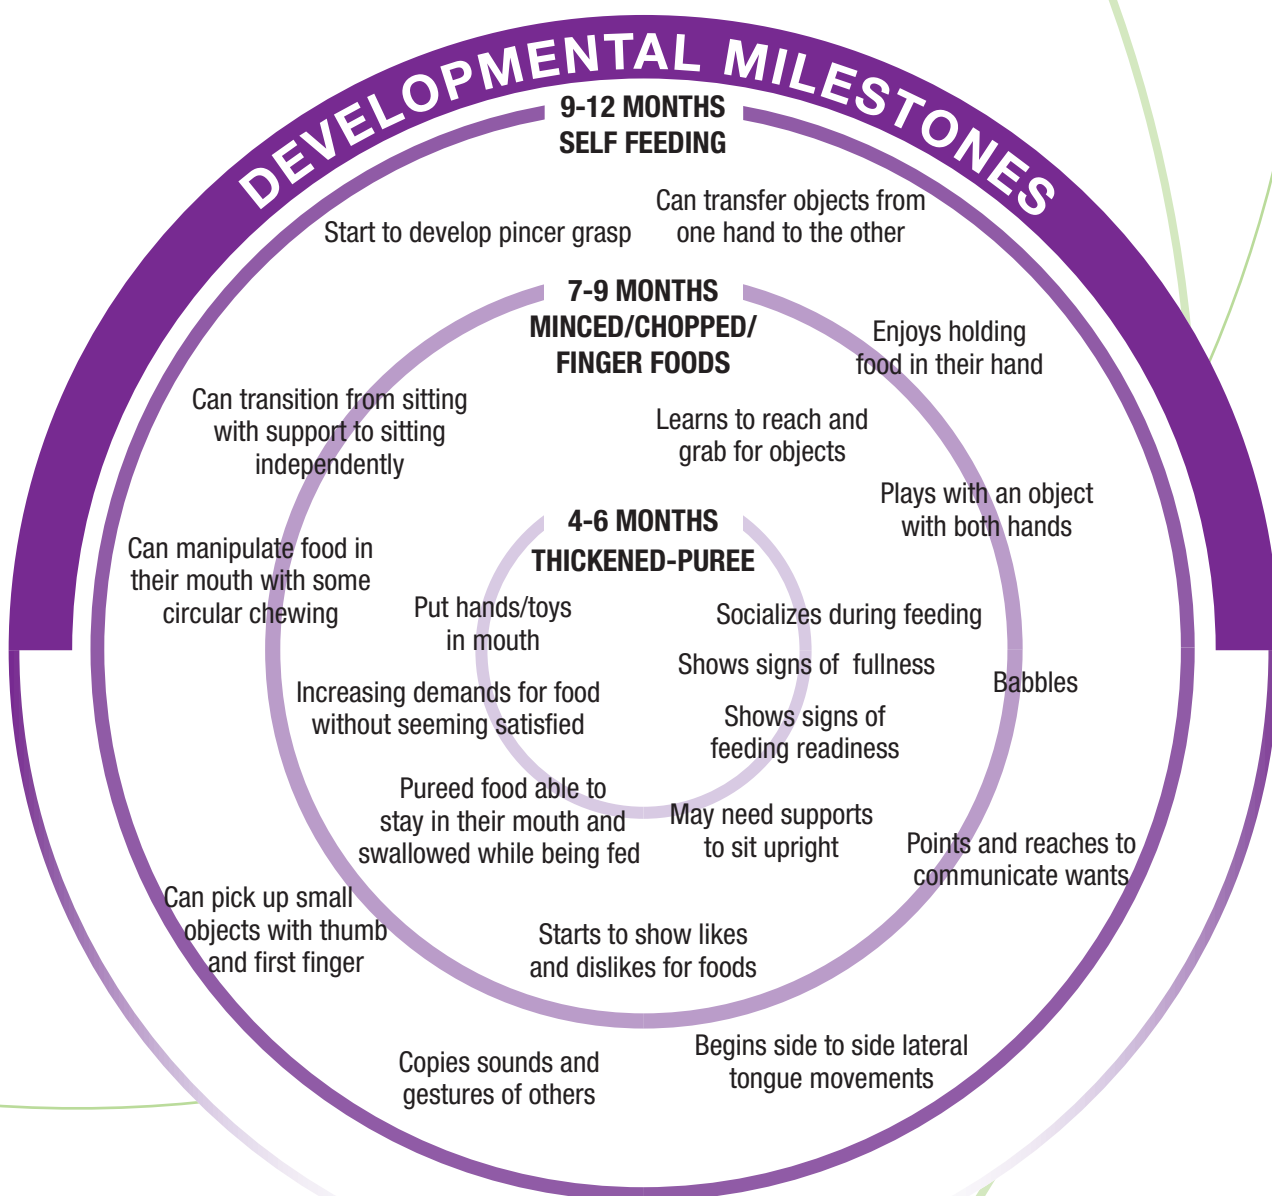 DEVELOPMENTAL MILESTONES
9-12 MONTHS
SELF FEEDING
Start to develop pincer grasp
Can transfer objects from
one hand to the other
7-9 MONTHS
MINCED/CHOPPED/
FINGER FOODS
Enjoys holding
food in their hand
Can transition from sitting
with support to sitting
independently
Learns to reach and
grab for objects
Plays with an object
with both hands
4-6 MONTHS
THICKENED-PUREE
Can manipulate food in
their mouth with some
circular chewing
Put hands/toys
in mouth
Socializes during feeding
Shows signs of fullness
Babbles
Increasing demands for food
without seeming satisfied
Shows signs of
feeding readiness
Pureed food able to
stay in their mouth and
swallowed while being fed
May need supports
to sit upright
Points and reaches to
communicate wants
Can pick up small
objects with thumb
and first finger
Starts to show likes
and dislikes for foods
Copies sounds and
gestures of others
Begins side to side lateral
tongue movements